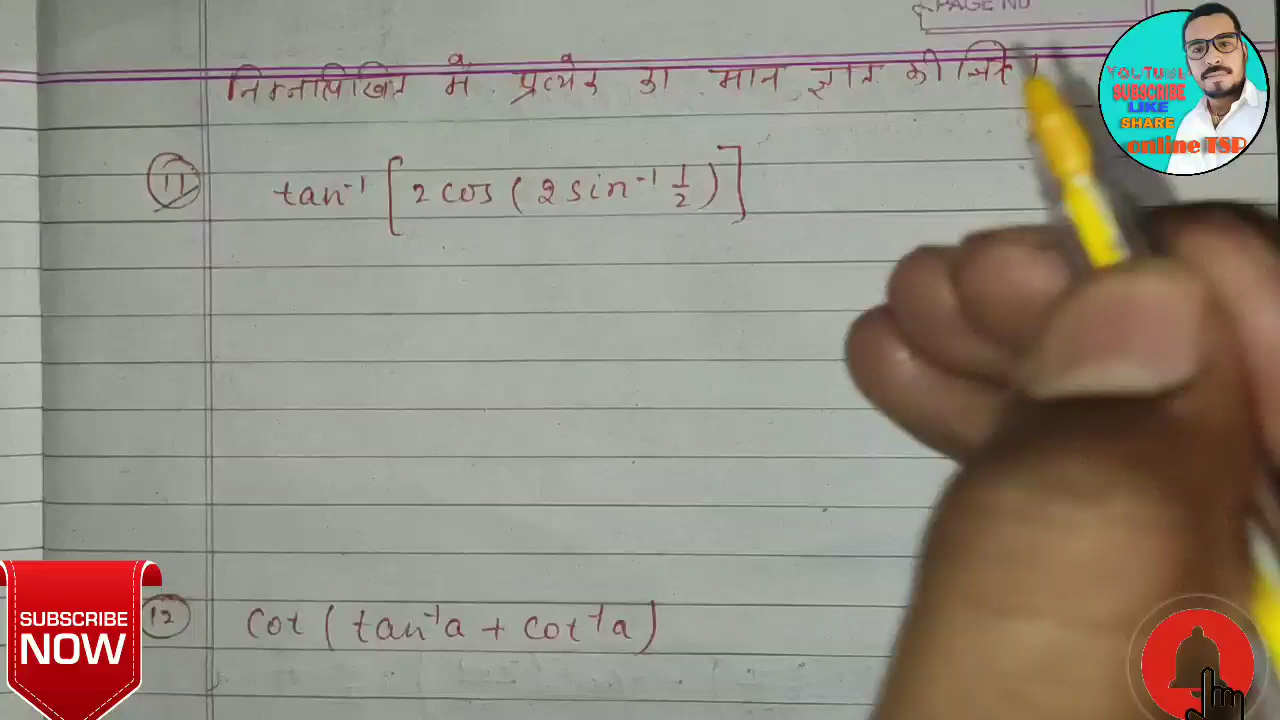 PAGE NO
निम्नलिखित में प्रत्येक का मान ज्ञात कीजिए।
YOUTUBE
SUBSCRIBE
LIKE
SHARE
online TSP
11 tan⁻¹ [ 2 cos ( 2 sin⁻¹ 1/2 ) ]
12 cot ( tan⁻¹a + cot⁻¹a )
SUBSCRIBE
NOW